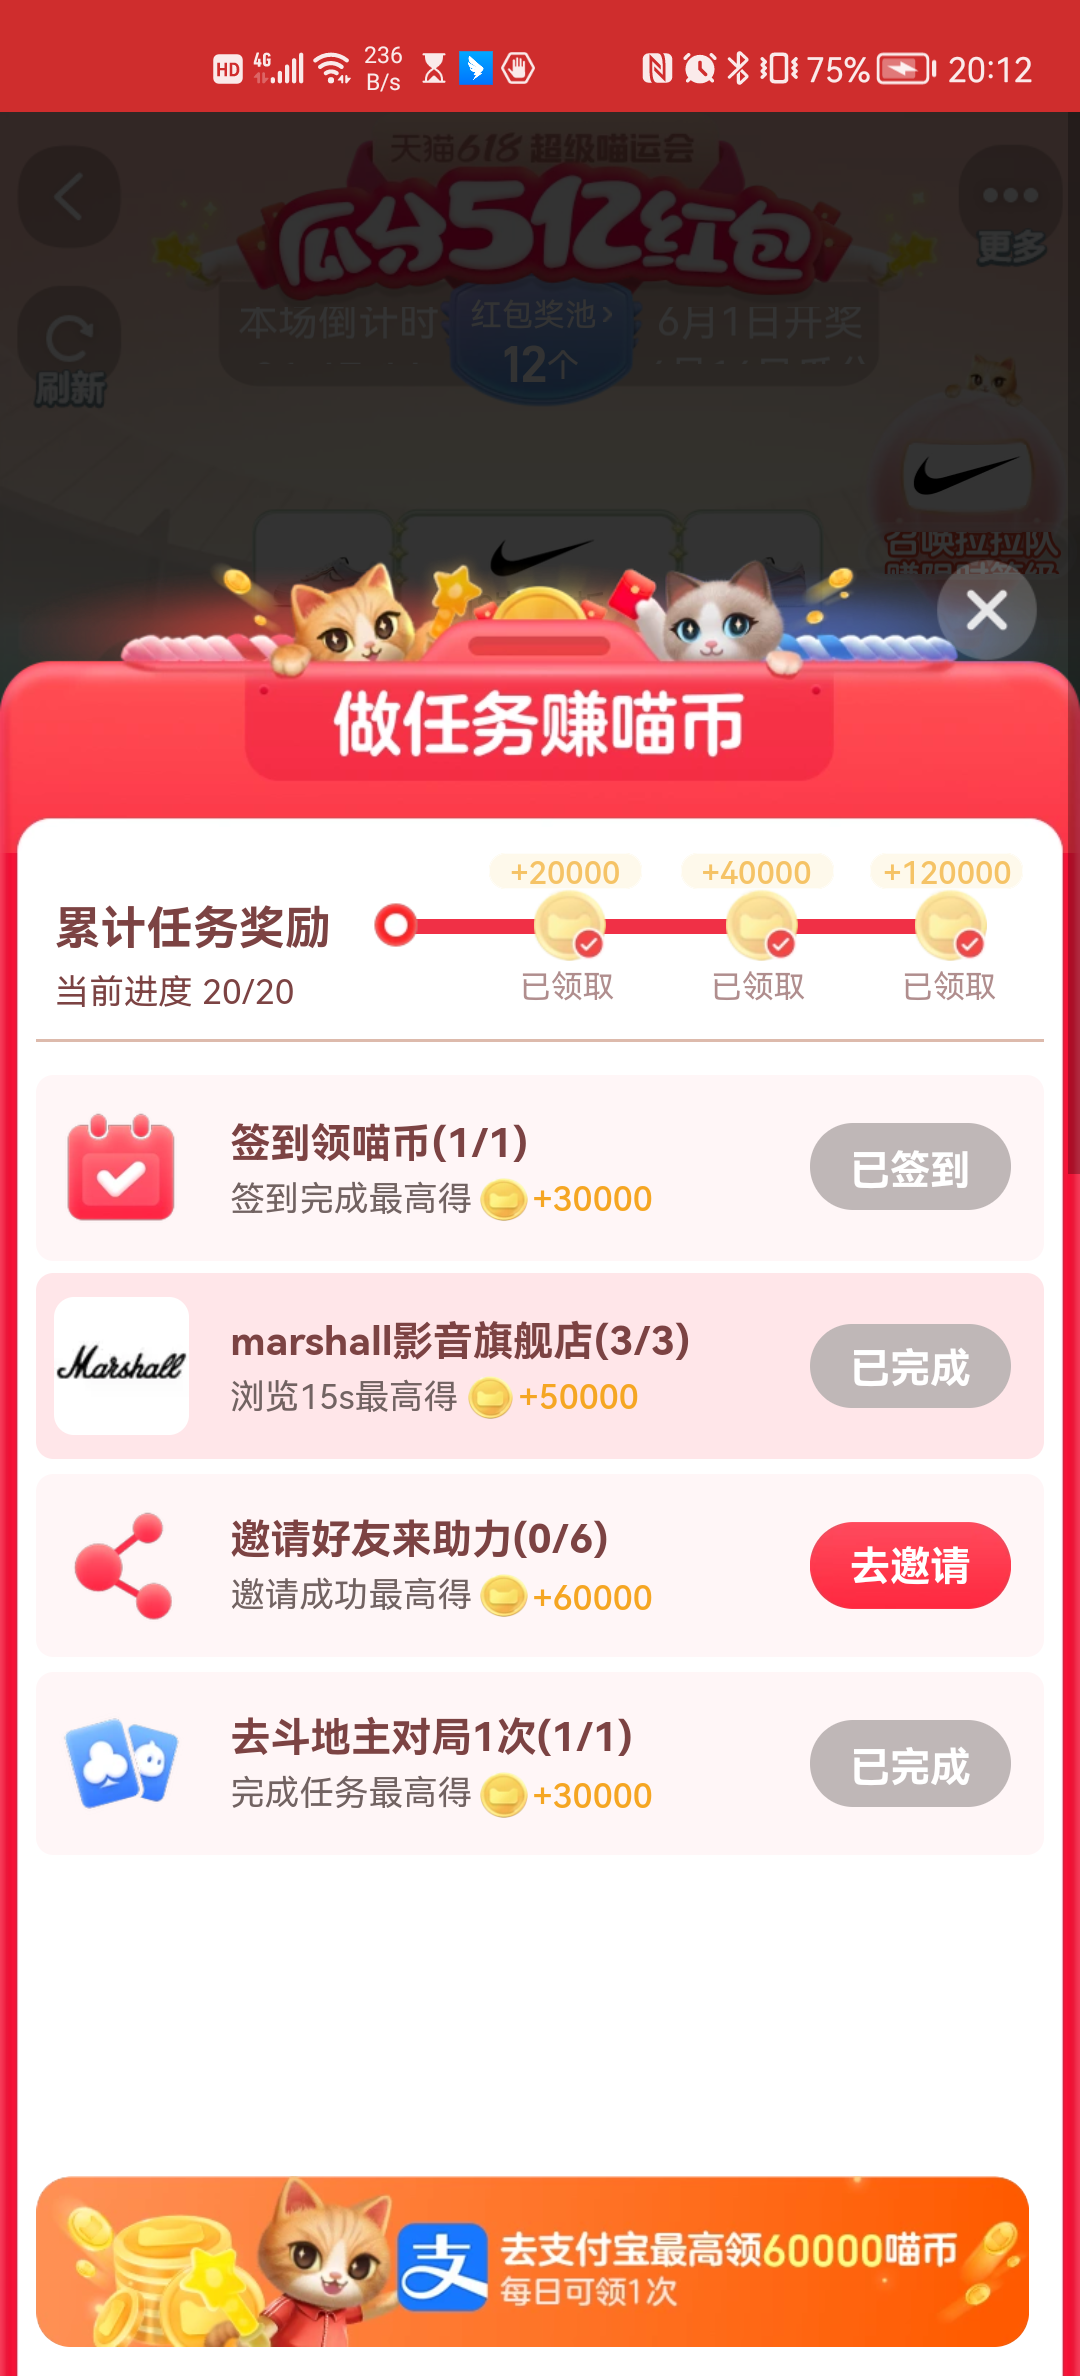 HD 4G 236 B/s 75% 20:12
天猫618 超级喵运会
瓜分5亿红包
更多
本场倒计时
红包奖池>
6月1日开奖
12个
刷新
召唤拉拉队
做任务赚喵币
+20000 +40000 +120000
累计任务奖励
当前进度 20/20
已领取 已领取 已领取
签到领喵币(1/1)
签到完成最高得 +30000
已签到
Marshall
marshall影音旗舰店(3/3)
浏览15s最高得 +50000
已完成
邀请好友来助力(0/6)
邀请成功最高得 +60000
去邀请
去斗地主对局1次(1/1)
完成任务最高得 +30000
已完成
支
去支付宝最高领60000喵币
每日可领1次